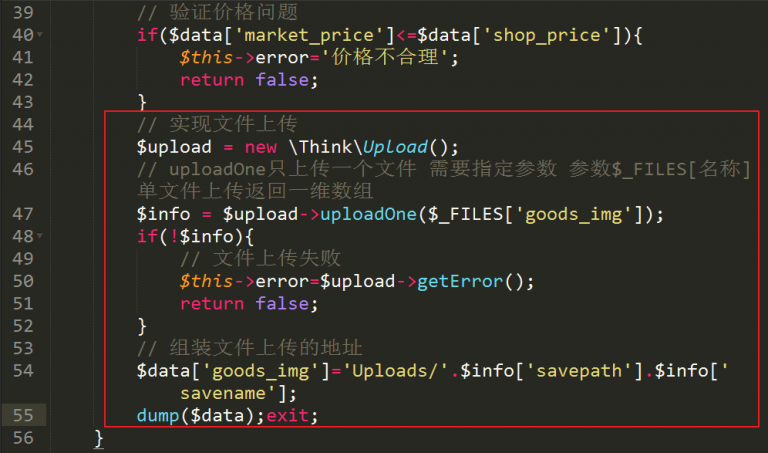 39 // 验证价格问题
40 if($data['market_price']<=$data['shop_price']){
41 $this->error='价格不合理';
42 return false;
43 }
44 // 实现文件上传
45 $upload = new \Think\Upload();
46 // uploadOne只上传一个文件 需要指定参数 参数$_FILES[名称]
单文件上传返回一维数组
47 $info = $upload->uploadOne($_FILES['goods_img']);
48 if(!$info){
49 // 文件上传失败
50 $this->error=$upload->getError();
51 return false;
52 }
53 // 组装文件上传的地址
54 $data['goods_img']='Uploads/'.$info['savepath'].$info['
savename'];
55 dump($data);exit;
56 }